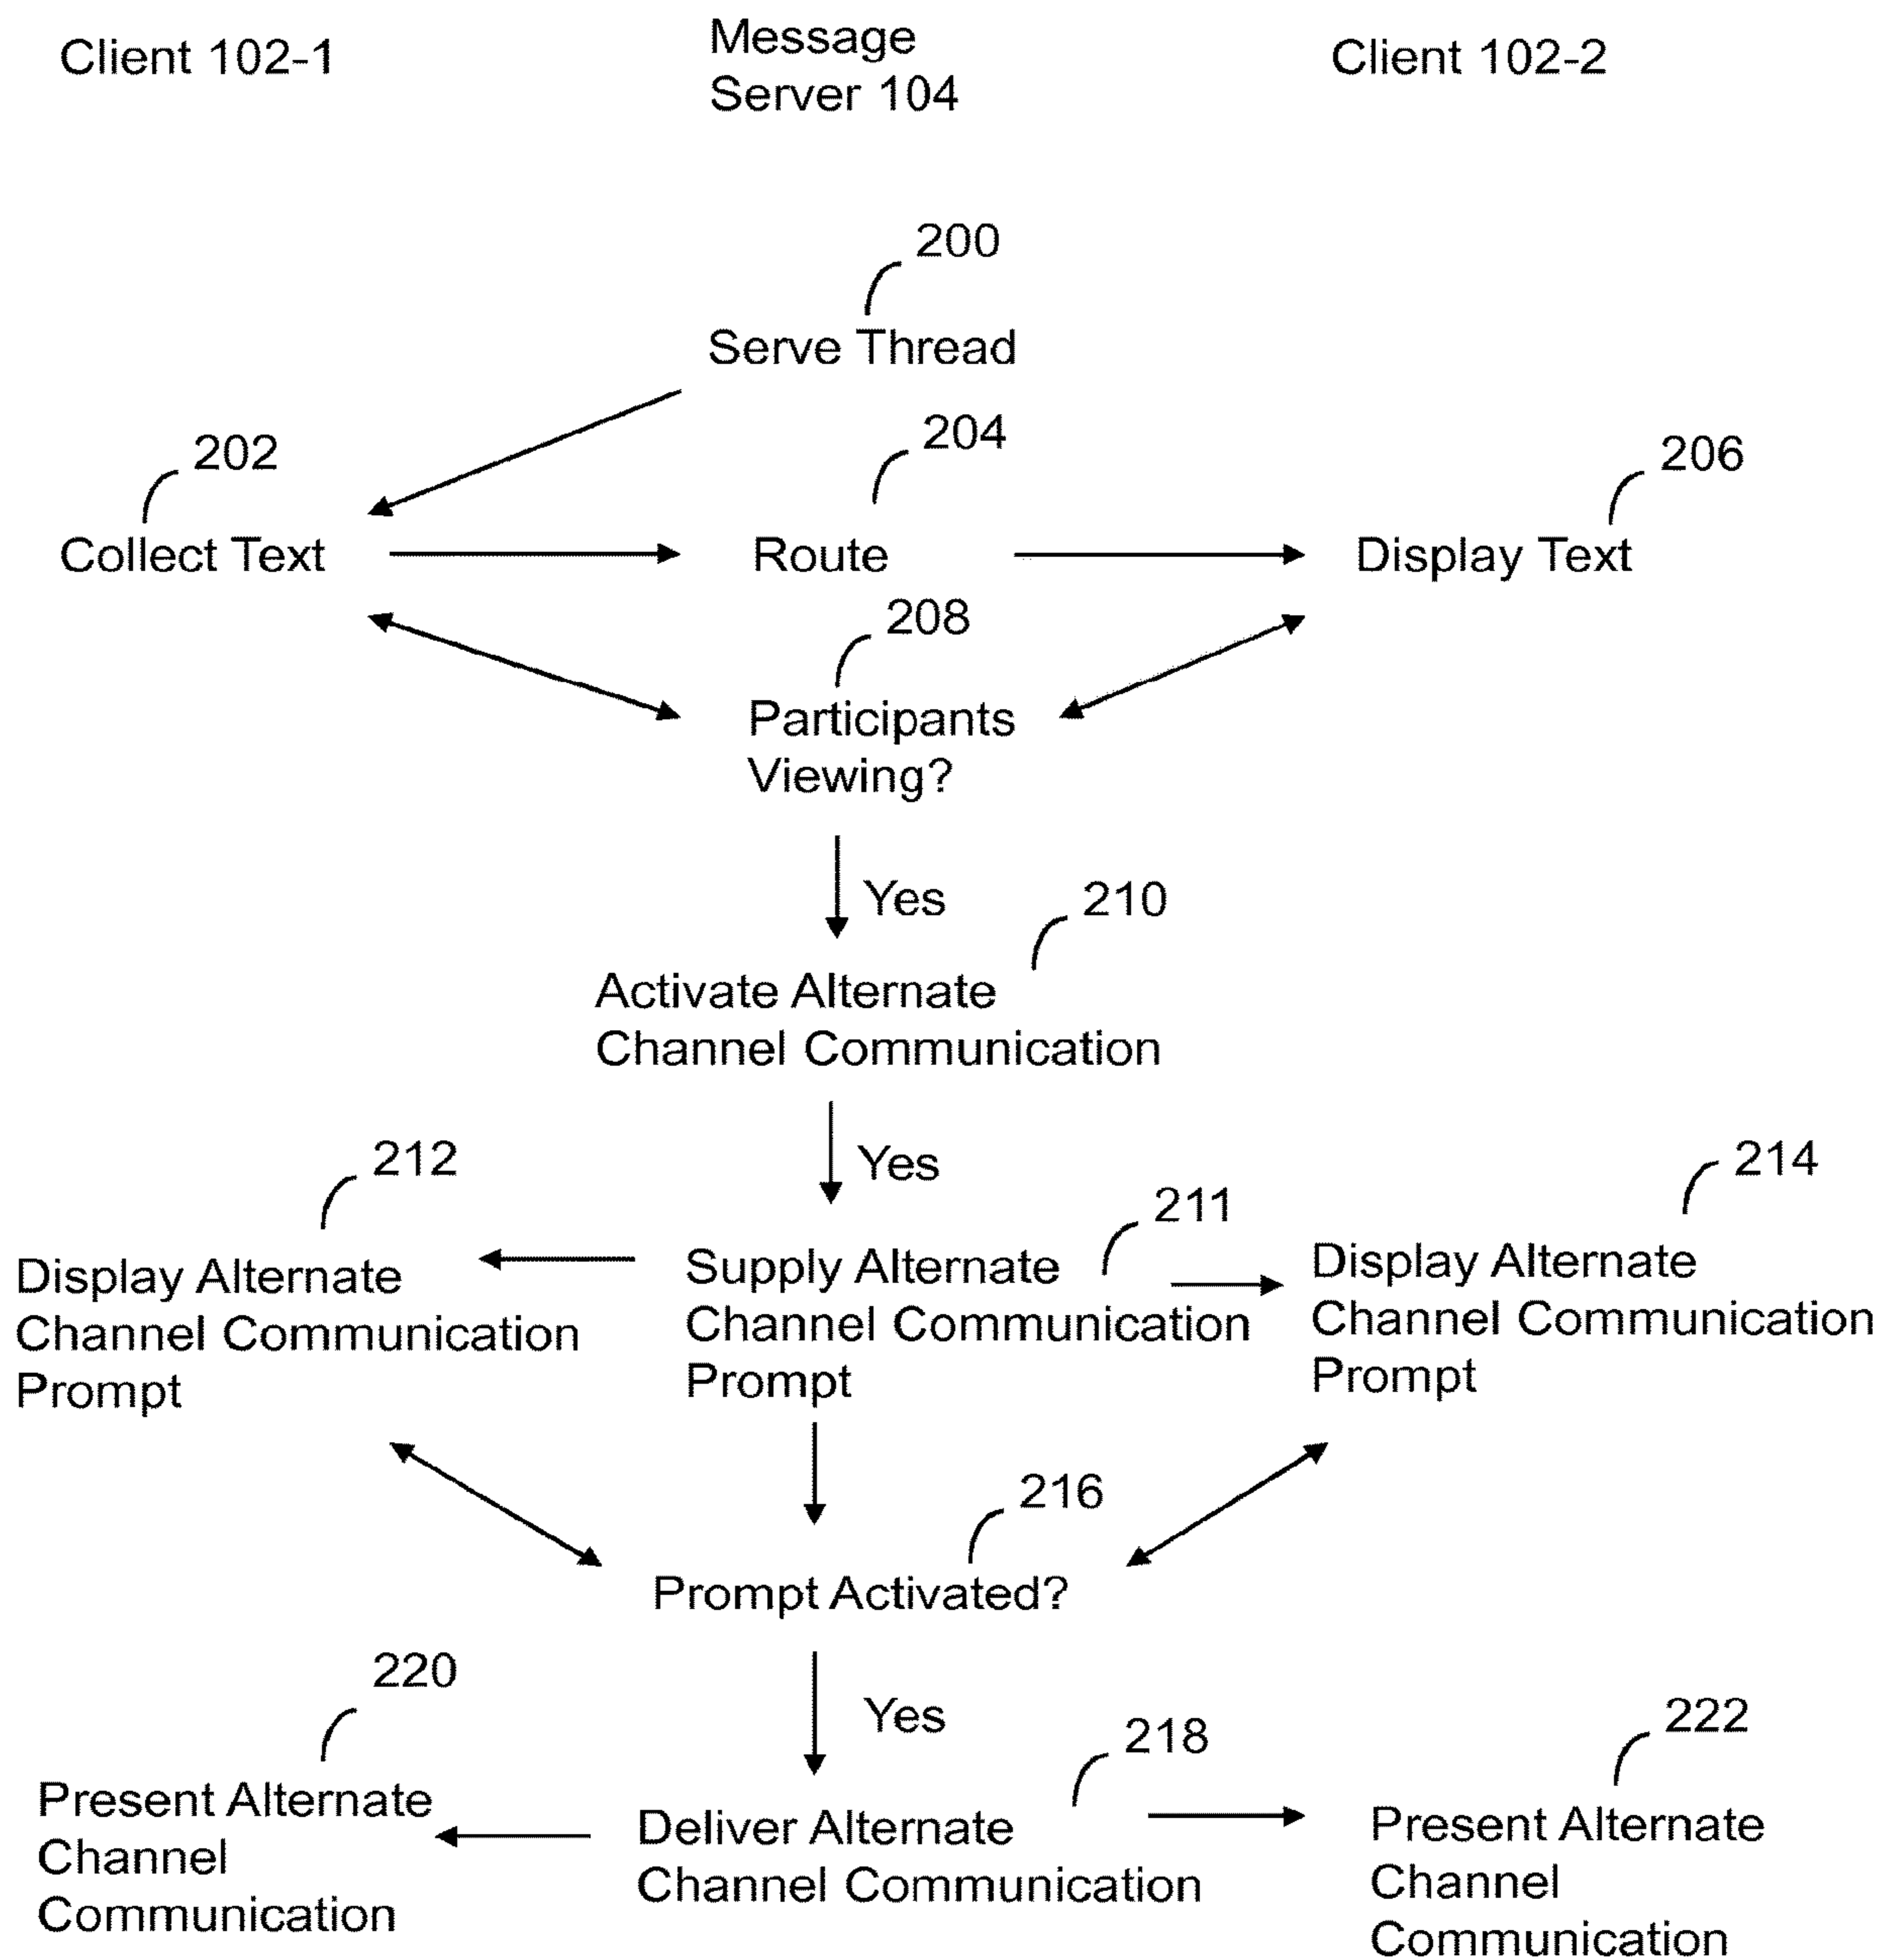 Client 102-1
Message
Server 104
Client 102-2
200
Serve Thread
202
204
206
Collect Text
Route
Display Text
208
Participants
Viewing?
Yes
210
Activate Alternate
Channel Communication
Yes
212
211
214
Display Alternate
Channel Communication
Prompt
Supply Alternate
Channel Communication
Prompt
Display Alternate
Channel Communication
Prompt
216
Prompt Activated?
Yes
220
218
222
Present Alternate
Channel
Communication
Deliver Alternate
Channel Communication
Present Alternate
Channel
Communication